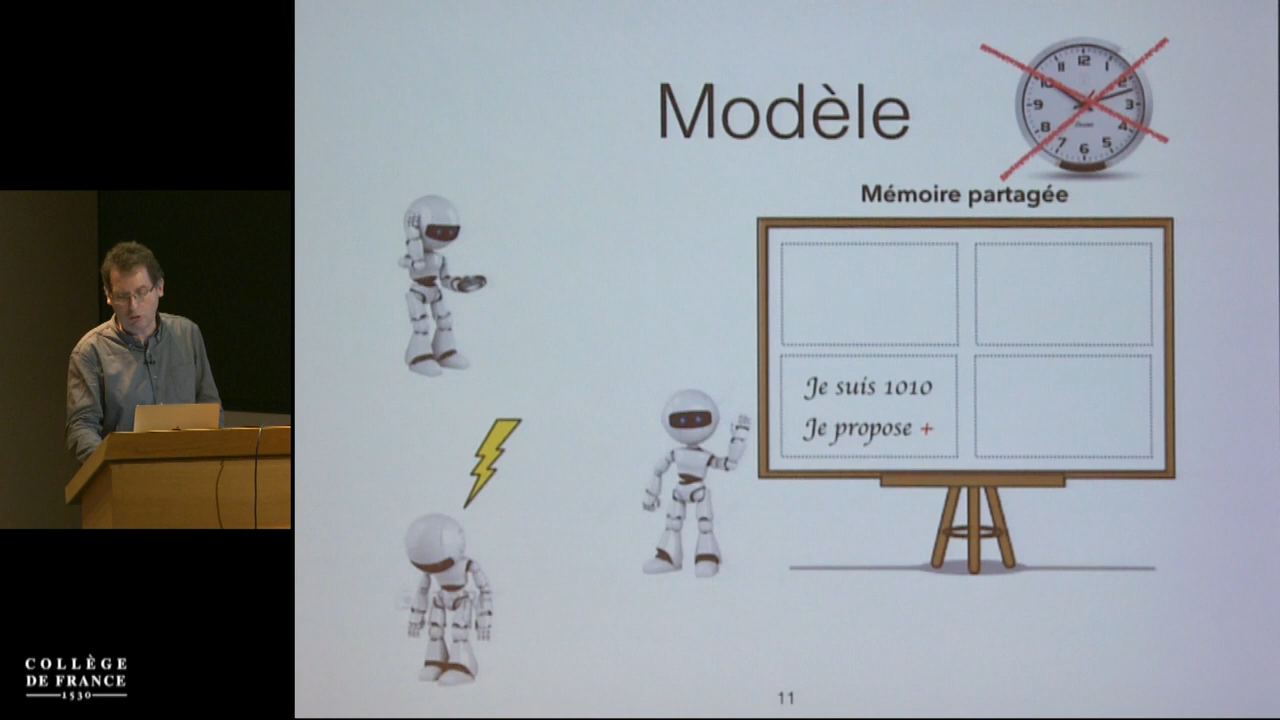 Modèle
Mémoire partagée
Je suis 1010
Je propose +
11
COLLÈGE
DE FRANCE
1530